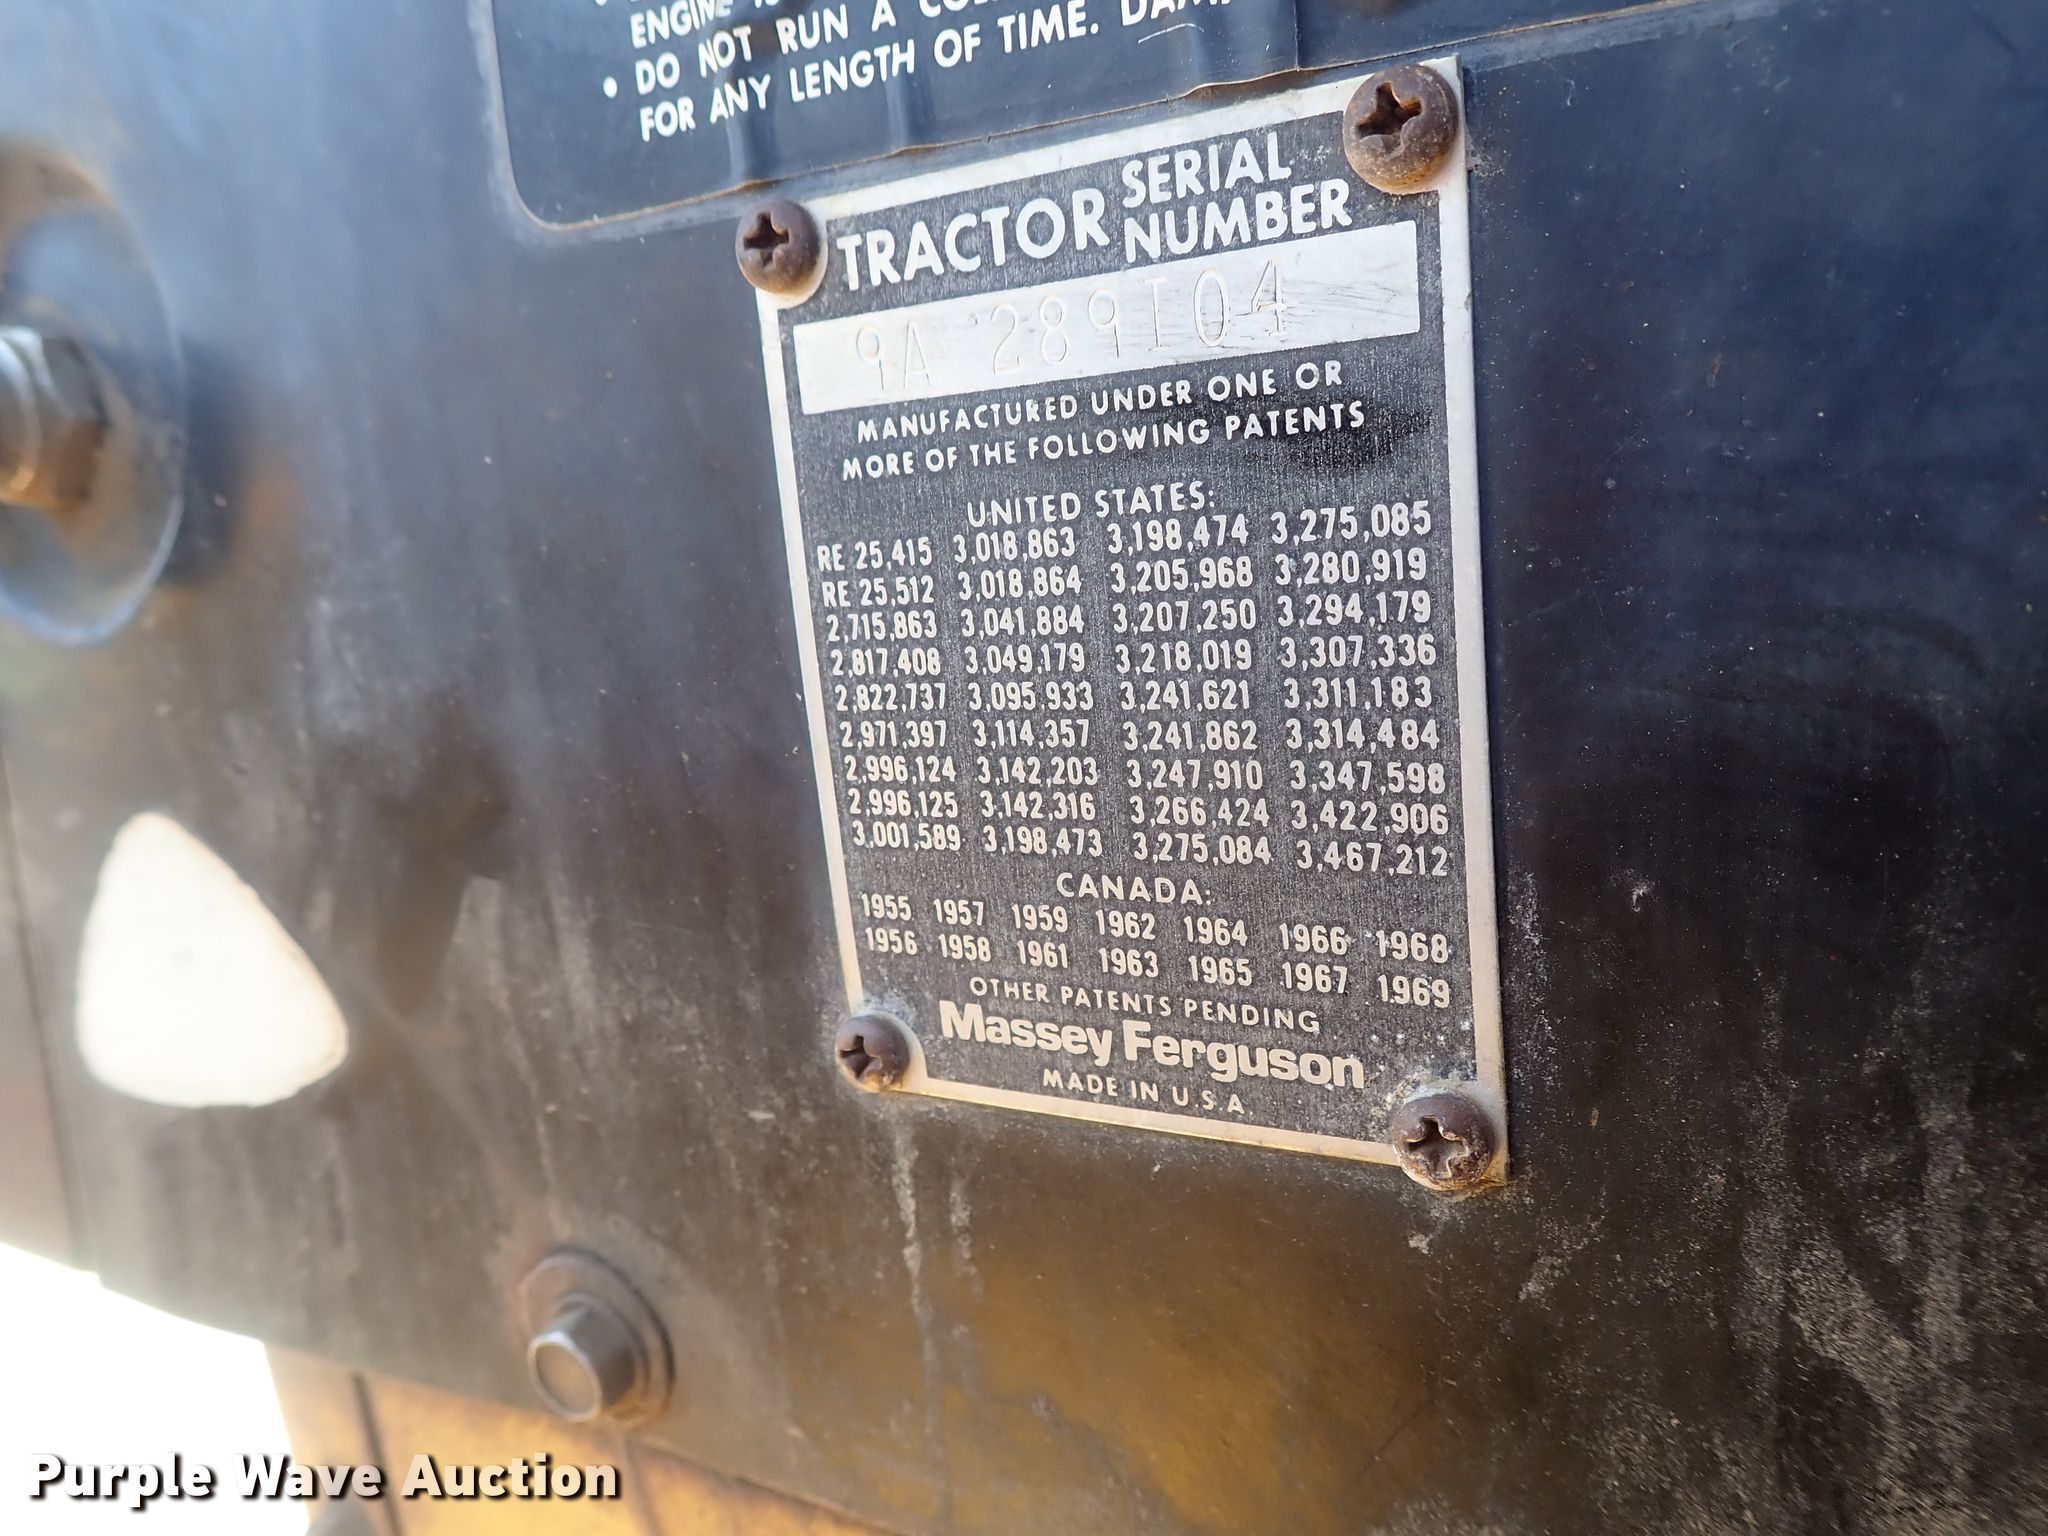 ENGINE
• DO NOT RUN A
FOR ANY LENGTH OF TIME.
TRACTOR SERIAL NUMBER
9A 289104
MANUFACTURED UNDER ONE OR
MORE OF THE FOLLOWING PATENTS
UNITED STATES:
RE 25,415 3,018,863 3,198,474 3,275,085
RE 25,512 3,018,864 3,205,968 3,280,919
2,715,863 3,041,884 3,207,250 3,294,179
2,817,408 3,049,179 3,218,019 3,307,336
2,822,737 3,095,933 3,241,621 3,311,183
2,971,397 3,114,357 3,241,862 3,314,484
2,996,124 3,142,203 3,247,910 3,347,598
2,996,125 3,142,316 3,266,424 3,422,906
3,001,589 3,198,473 3,275,084 3,467,212
CANADA:
1955 1957 1959 1962 1964 1966 1968
1956 1958 1961 1963 1965 1967 1969
OTHER PATENTS PENDING
Massey Ferguson
MADE IN U.S.A
Purple Wave Auction